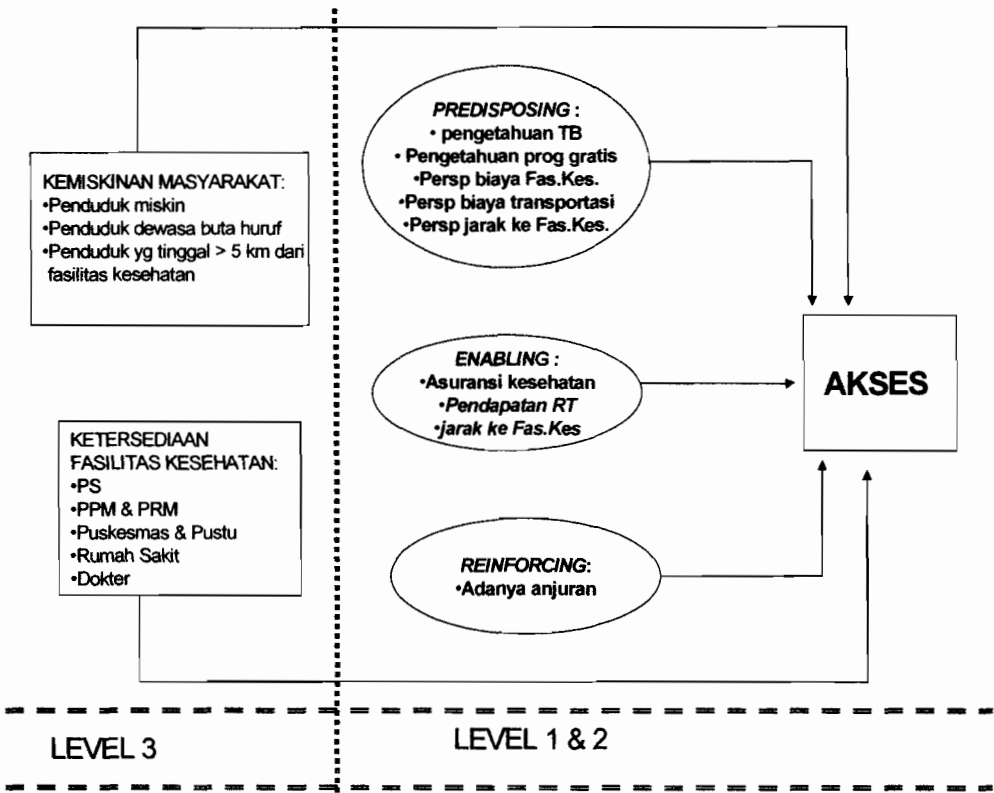 KEMISKINAN MASYARAKAT:
•Penduduk miskin
•Penduduk dewasa buta huruf
•Penduduk yg tinggal > 5 km dari
fasilitas kesehatan
KETERSEDIAAN
FASILITAS KESEHATAN:
•PS
•PPM & PRM
•Puskesmas & Pustu
•Rumah Sakit
•Dokter
PREDISPOSING :
• pengetahuan TB
• Pengetahuan prog gratis
•Persp biaya Fas.Kes.
•Persp biaya transportasi
•Persp jarak ke Fas.Kes.
ENABLING :
•Asuransi kesehatan
•Pendapatan RT
•jarak ke Fas.Kes
REINFORCING:
•Adanya anjuran
AKSES
LEVEL 3
LEVEL 1 & 2